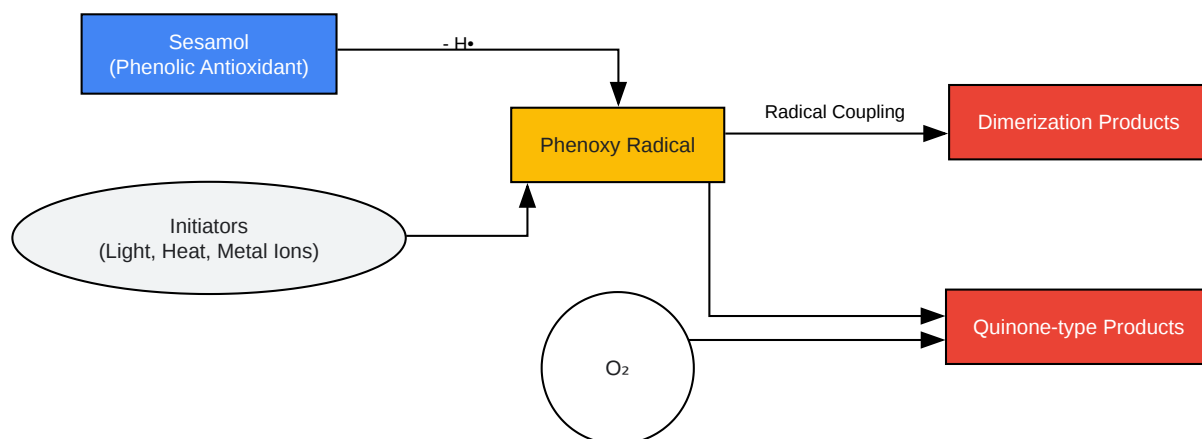 Sesamol
(Phenolic Antioxidant)
- H•
Phenoxy Radical
Radical Coupling
Dimerization Products
Initiators
(Light, Heat, Metal Ions)
O₂
Quinone-type Products